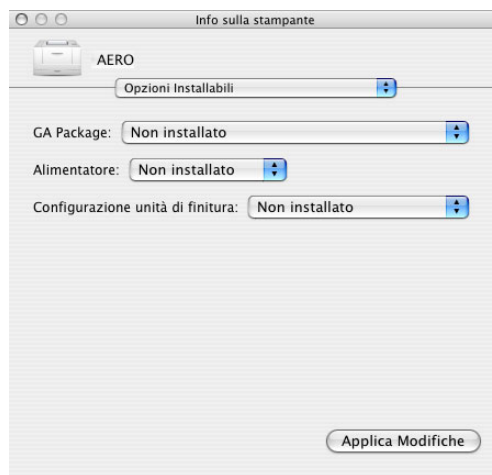 Info sulla stampante
AERO
Opzioni Installabili
GA Package: Non installato
Alimentatore: Non installato
Configurazione unità di finitura: Non installato
Applica Modifiche